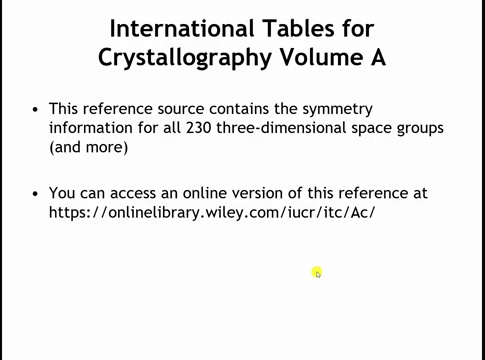 International Tables for
Crystallography Volume A
• This reference source contains the symmetry
information for all 230 three-dimensional space groups
(and more)
• You can access an online version of this reference at
https://onlinelibrary.wiley.com/iucr/itc/Ac/